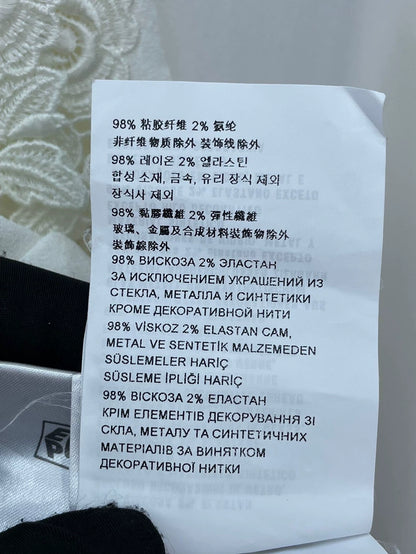 98% 粘胶纤维 2% 氨纶
非纤维物质除外 装饰线除外
98% 레이온 2% 엘라스틴
합성 소재, 금속, 유리 장식 제외
장식사 제외
98% 黏膠纖維 2% 彈性纖維
玻璃、金屬及合成材料裝飾物除外
裝飾線除外
98% ВИСКОЗА 2% ЭЛАСТАН
ЗА ИСКЛЮЧЕНИЕМ УКРАШЕНИЙ ИЗ
СТЕКЛА, МЕТАЛЛА И СИНТЕТИКИ
КРОМЕ ДЕКОРАТИВНОЙ НИТИ
98% VİSKOZ 2% ELASTAN CAM,
METAL VE SENTETİK MALZEMEDEN
SÜSLEMELER HARİÇ
SÜSLEME İPLİĞİ HARİÇ
98% ВІСКОЗА 2% ЕЛАСТАН
КРІМ ЕЛЕМЕНТІВ ДЕКОРУВАННЯ ЗІ
СКЛА, МЕТАЛУ ТА СИНТЕТИЧНИХ
МАТЕРІАЛІВ ЗА ВИНЯТКОМ
ДЕКОРАТИВНОЇ НИТКИ